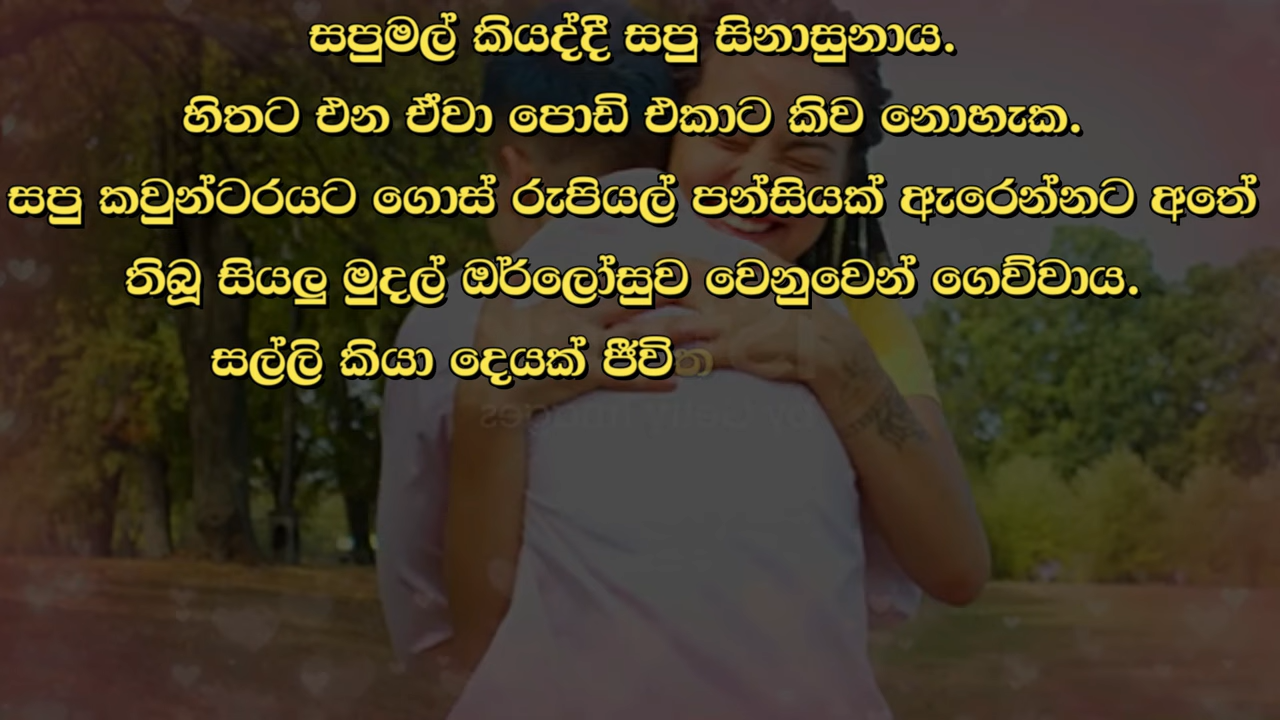 සපුමල් කියද්දී සපු සිනාසුනාය.
හිතට එන ඒවා පොඩි එකාට කිව නොහැක.
සපු කවුන්ටරයට ගොස් රුපියල් පන්සියක් ඇරෙන්නට අතේ
තිබූ සියලු මුදල් ඔර්ලෝසුව වෙනුවෙන් ගෙව්වාය.
සල්ලි කියා දෙයක් ජීවිත